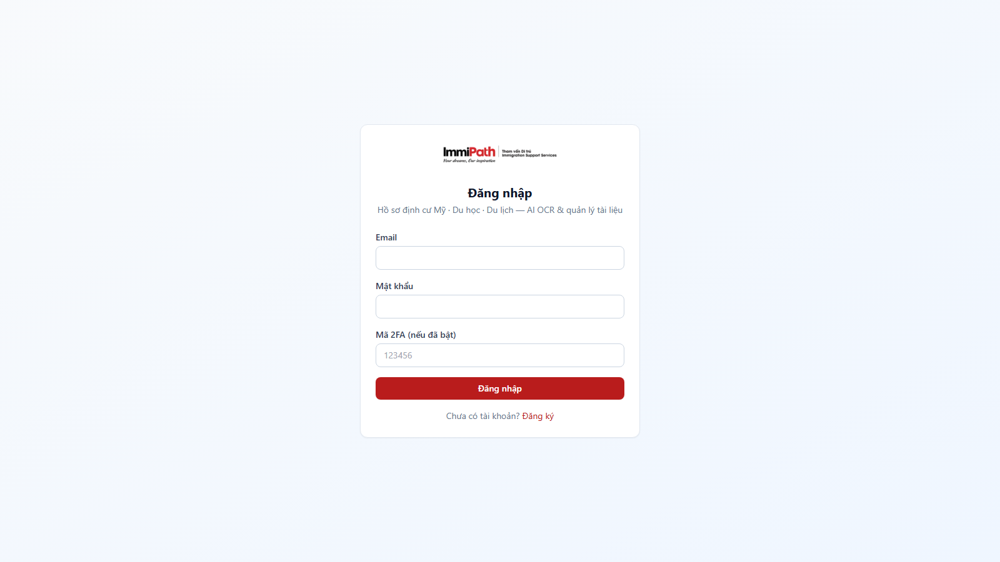 ImmiPath
Tham vấn Di trú
Immigration Support Services
Your dreams, Our inspiration
Đăng nhập
Hồ sơ định cư Mỹ · Du học · Du lịch — AI OCR & quản lý tài liệu
Email
Mật khẩu
Mã 2FA (nếu đã bật)
123456
Đăng nhập
Chưa có tài khoản? Đăng ký